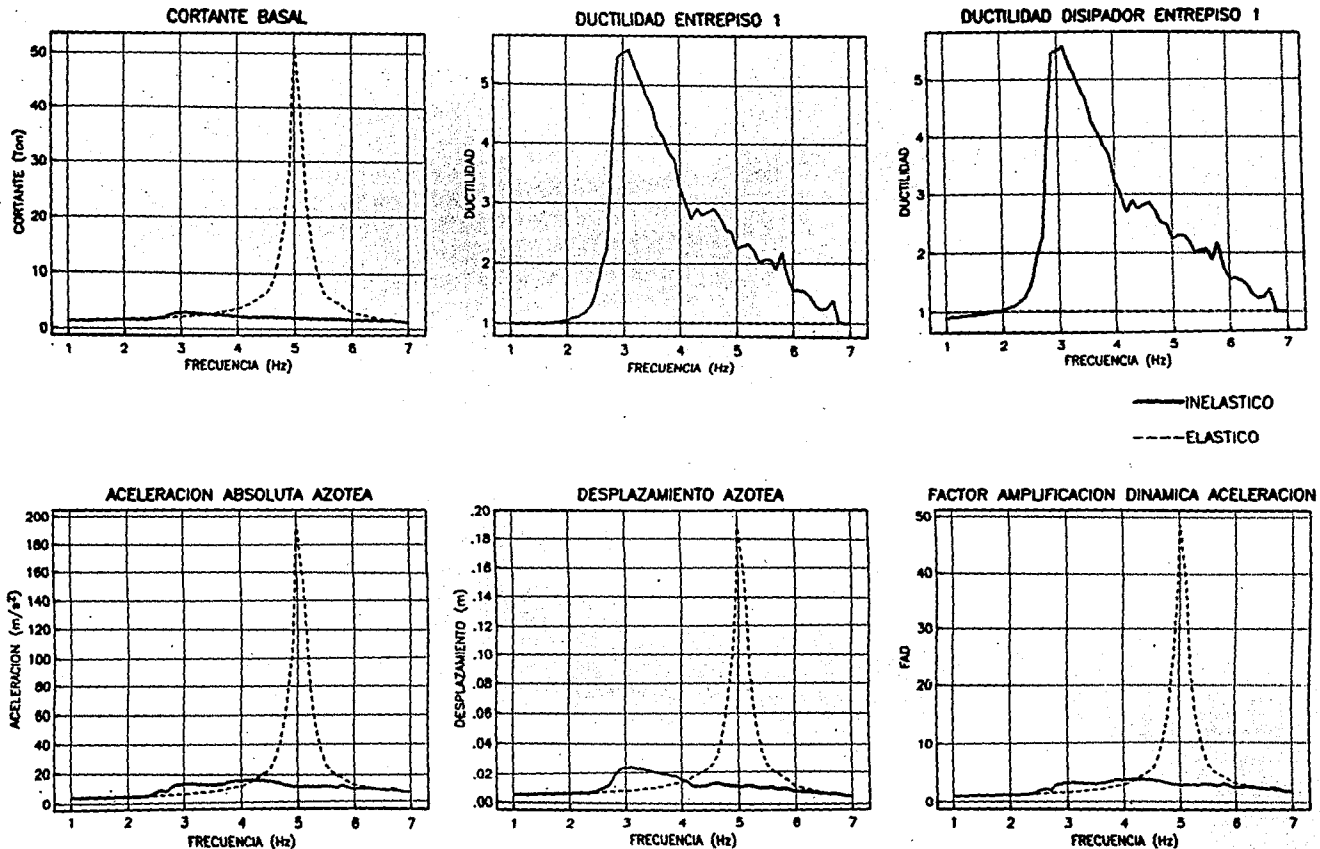 CORTANTE BASAL
CORTANTE (Ton)
50
40
30
20
10
0
1 2 3 4 5 6 7
FRECUENCIA (Hz)
DUCTILIDAD ENTREPISO 1
DUCTILIDAD
5
4
3
2
1
1 2 3 4 5 6 7
FRECUENCIA (Hz)
DUCTILIDAD DISIPADOR ENTREPISO 1
DUCTILIDAD
5
4
3
2
1
1 2 3 4 5 6 7
FRECUENCIA (Hz)
INELASTICO
ELASTICO
ACELERACION ABSOLUTA AZOTEA
ACELERACION (m/s²)
200
180
160
140
120
100
80
60
40
20
0
1 2 3 4 5 6 7
FRECUENCIA (Hz)
DESPLAZAMIENTO AZOTEA
DESPLAZAMIENTO (m)
.20
.18
.16
.14
.12
.10
.08
.06
.04
.02
.00
1 2 3 4 5 6 7
FRECUENCIA (Hz)
FACTOR AMPLIFICACION DINAMICA ACELERACION
FAD
50
40
30
20
10
0
1 2 3 4 5 6 7
FRECUENCIA (Hz)